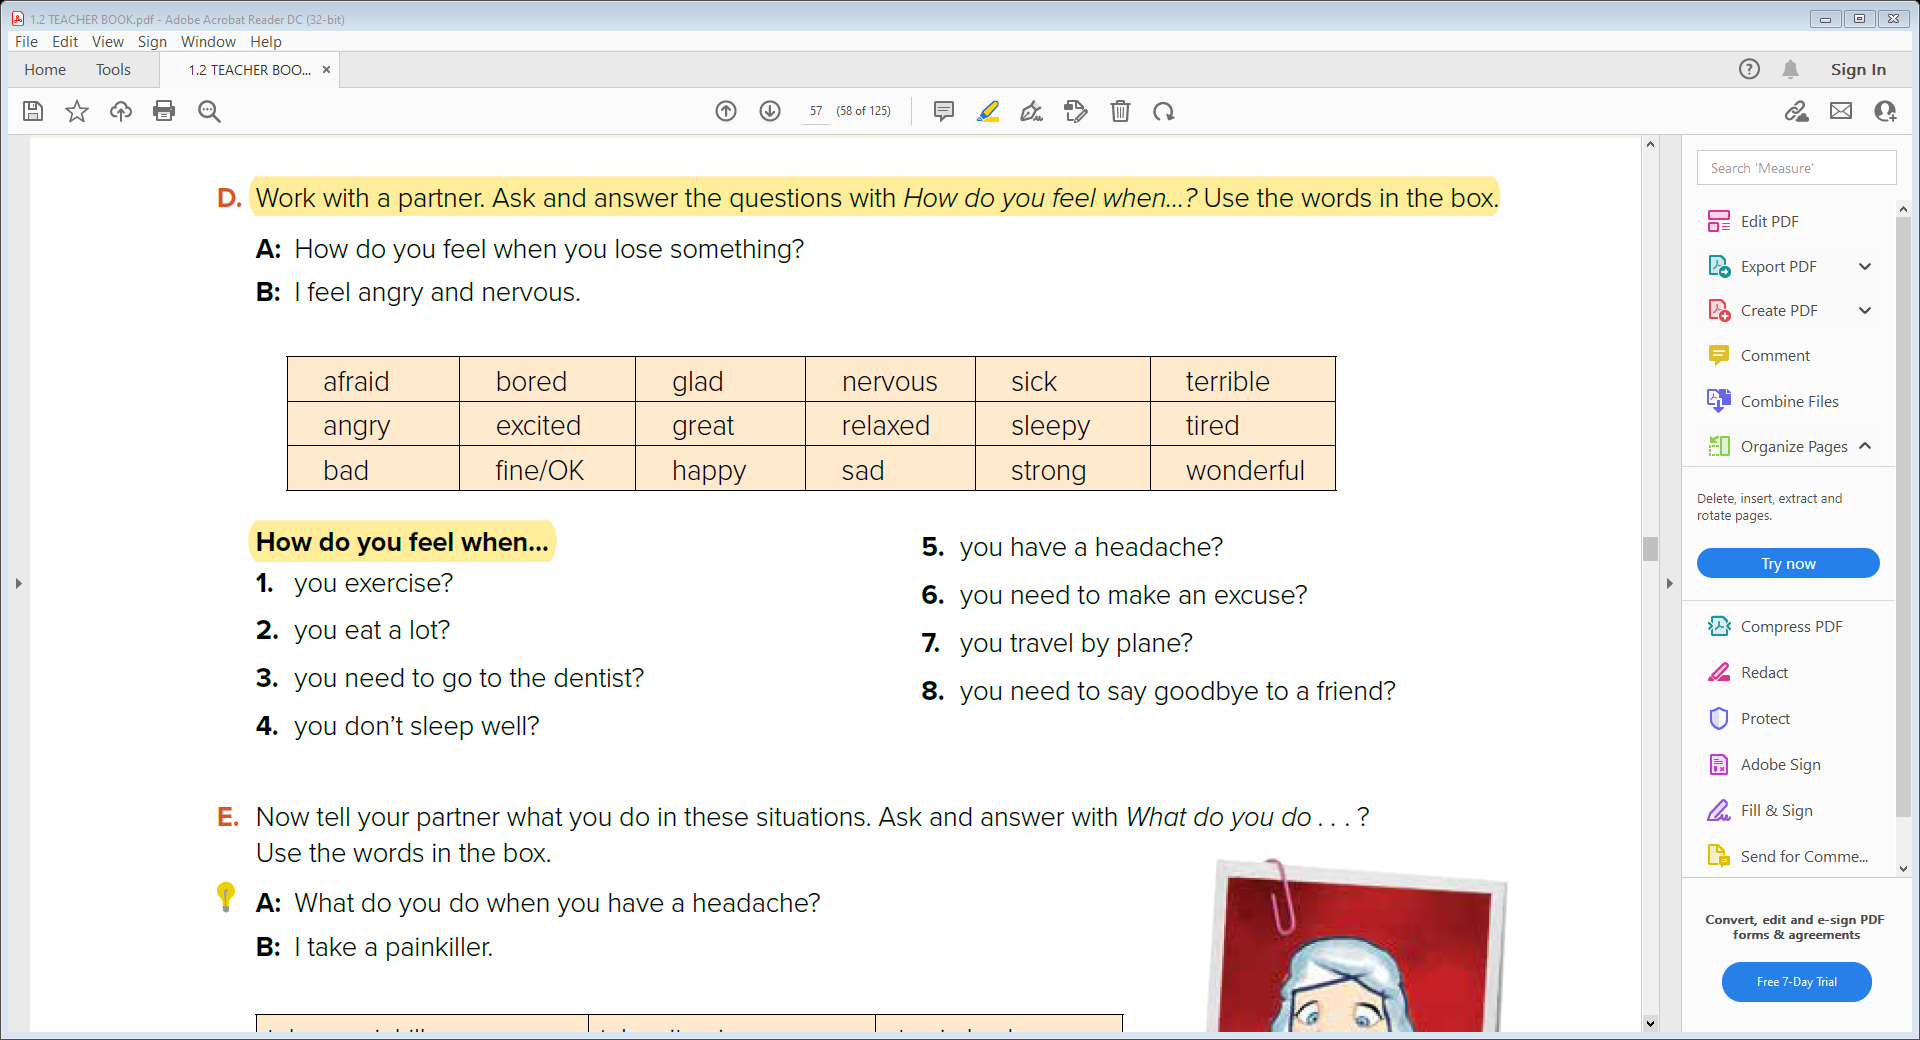 1.2 TEACHER BOOK.pdf - Adobe Acrobat Reader DC (32-bit)
File Edit View Sign Window Help
Home Tools 1.2 TEACHER BOO... × Sign In
57 (58 of 125)
D. Work with a partner. Ask and answer the questions with How do you feel when...? Use the words in the box.
A: How do you feel when you lose something?
B: I feel angry and nervous.
afraid bored glad nervous sick terrible
angry excited great relaxed sleepy tired
bad fine/OK happy sad strong wonderful
How do you feel when...
1. you exercise?
2. you eat a lot?
3. you need to go to the dentist?
4. you don't sleep well?
5. you have a headache?
6. you need to make an excuse?
7. you travel by plane?
8. you need to say goodbye to a friend?
E. Now tell your partner what you do in these situations. Ask and answer with What do you do . . . ?
Use the words in the box.
A: What do you do when you have a headache?
B: I take a painkiller.
Search 'Measure'
Edit PDF
Export PDF
Create PDF
Comment
Combine Files
Organize Pages
Delete, insert, extract and
rotate pages.
Try now
Compress PDF
Redact
Protect
Adobe Sign
Fill & Sign
Send for Comme...
Convert, edit and e-sign PDF
forms & agreements
Free 7-Day Trial